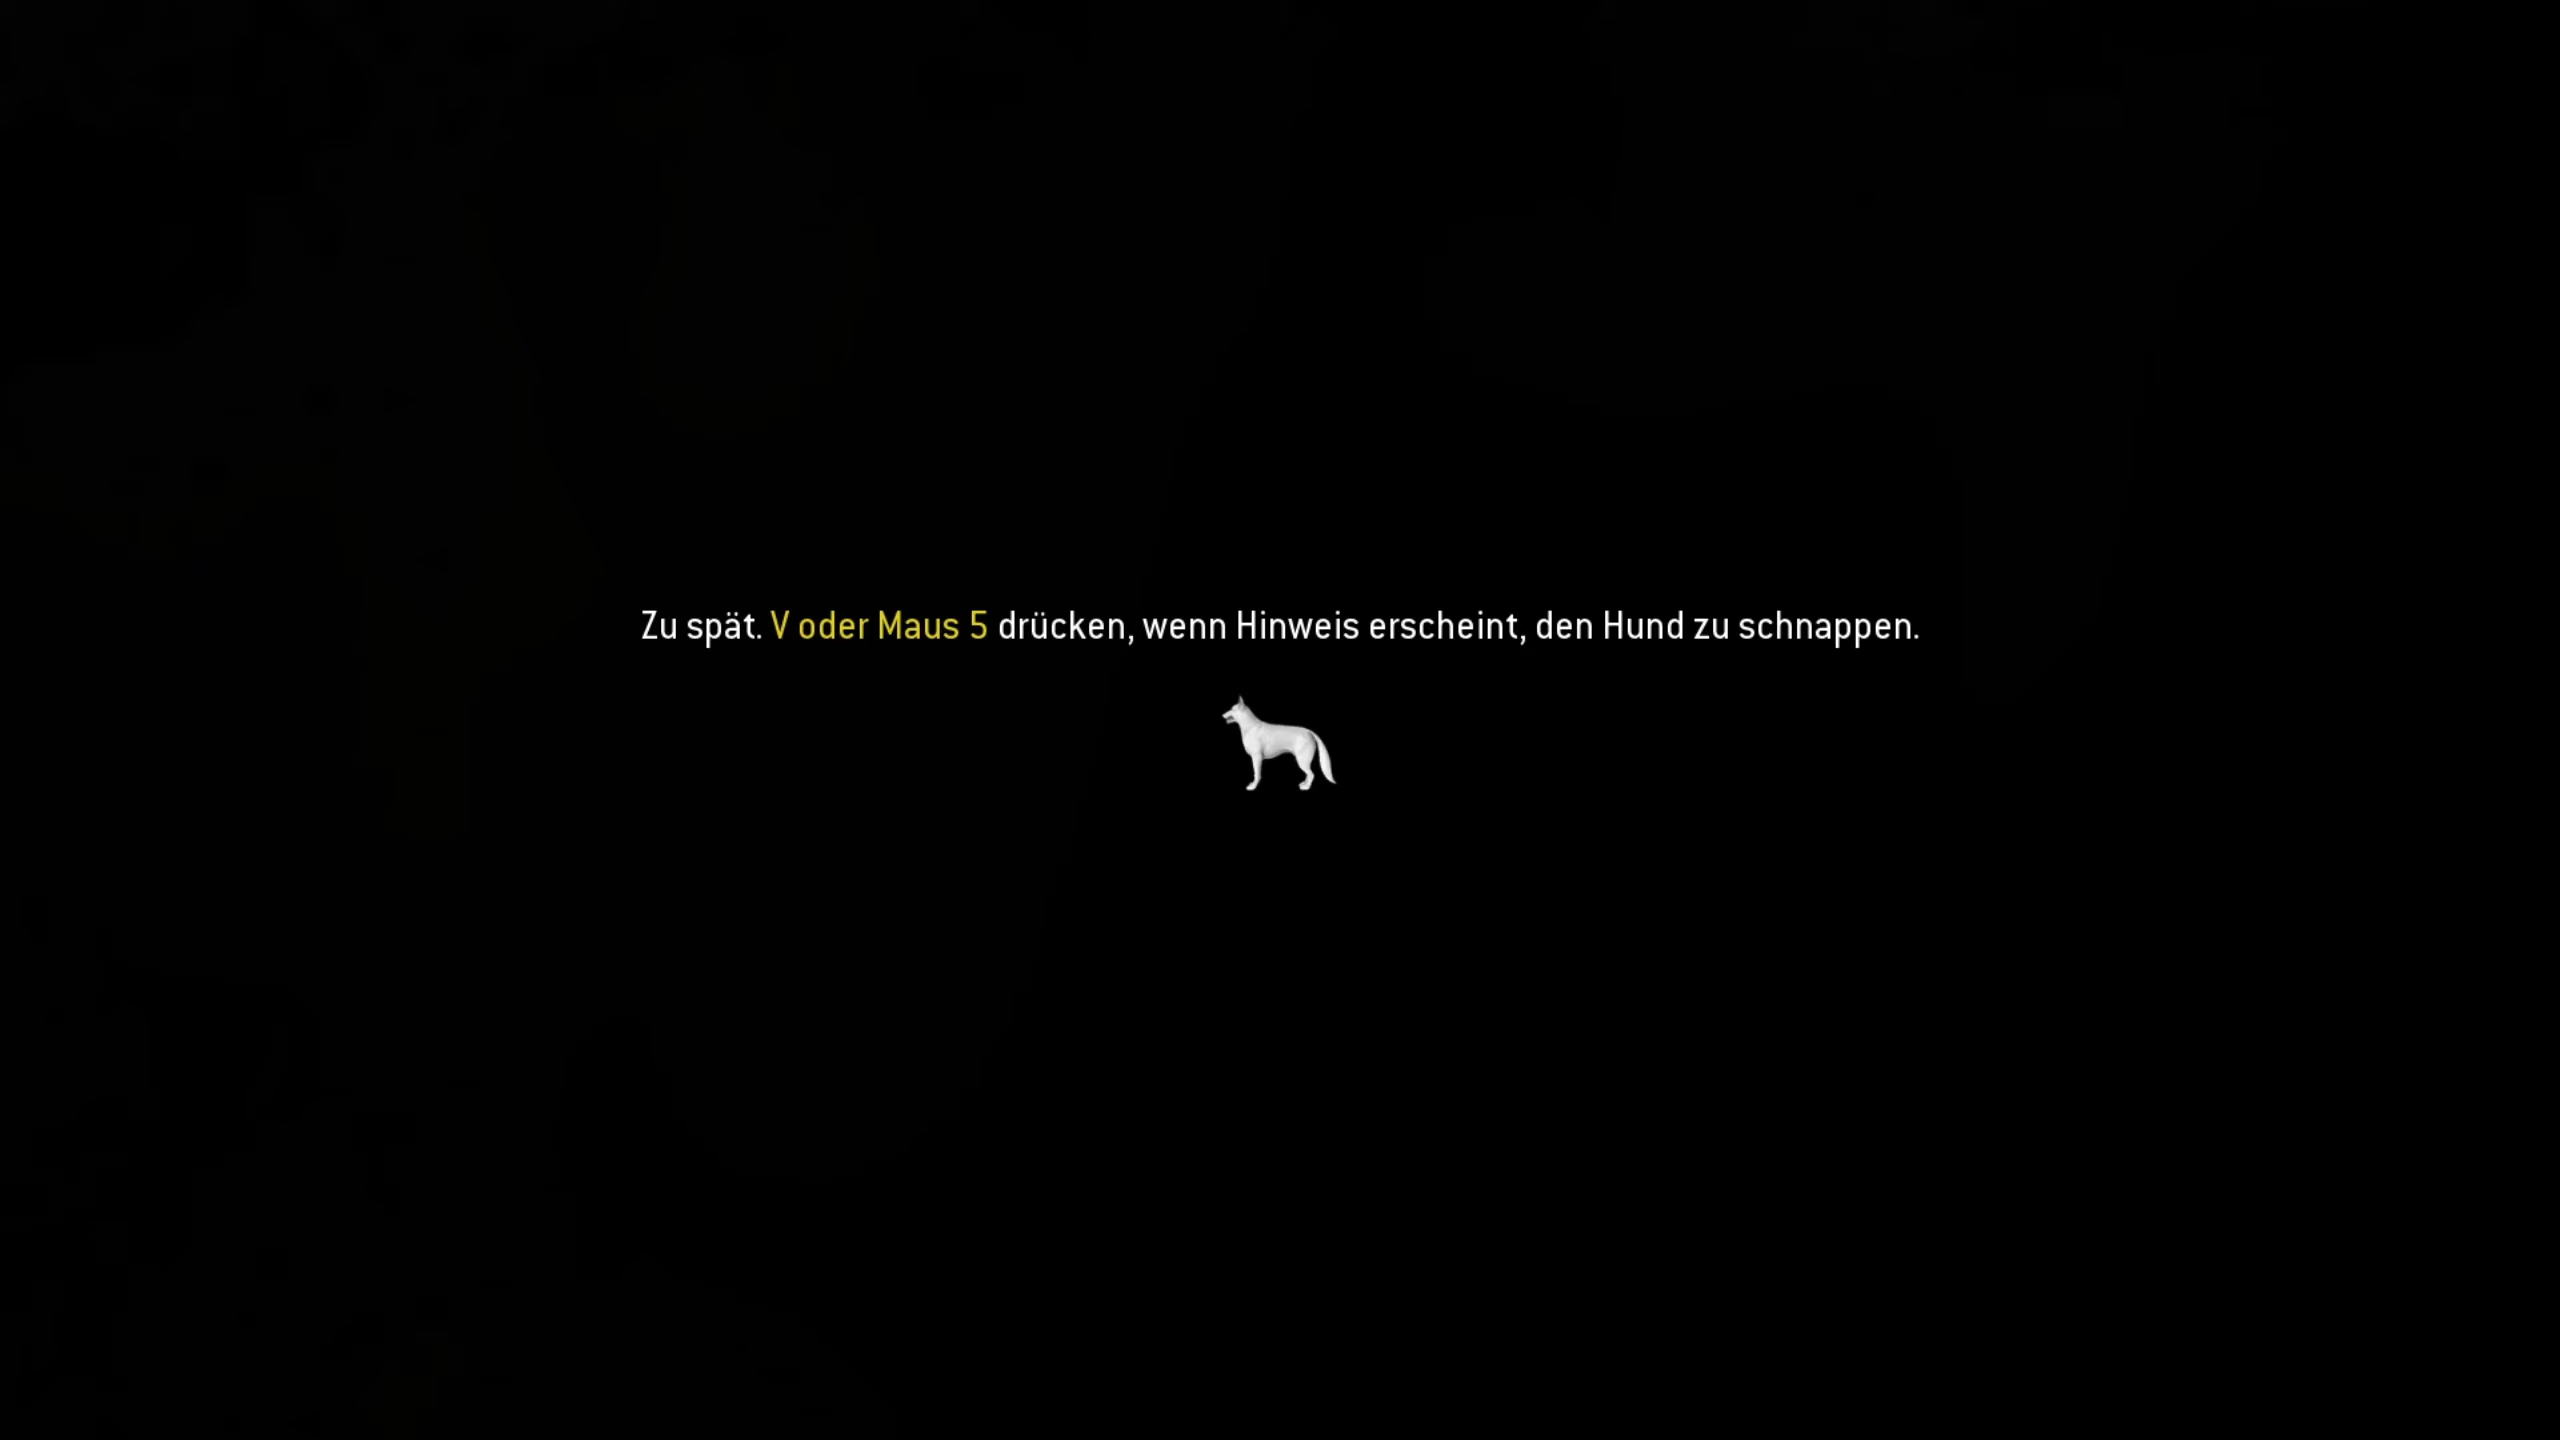 Zu spät. V oder Maus 5 drücken, wenn Hinweis erscheint, den Hund zu schnappen.